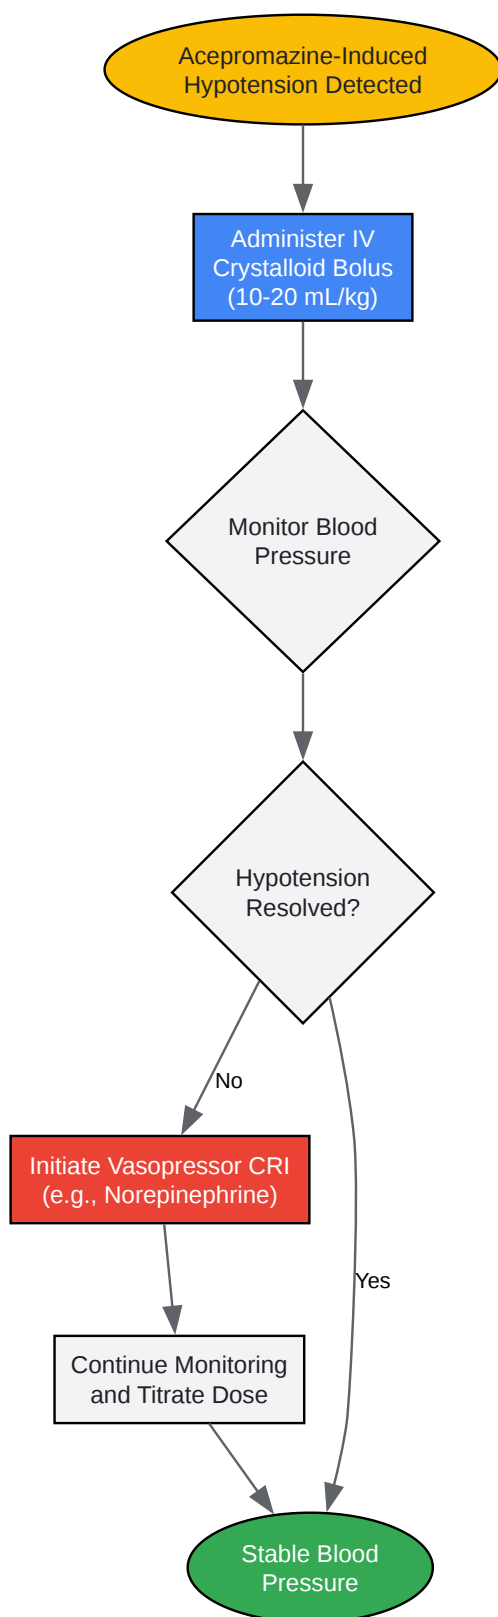 Acepromazine-Induced
Hypotension Detected
Administer IV
Crystalloid Bolus
(10-20 mL/kg)
Monitor Blood
Pressure
Hypotension
Resolved?
No
Initiate Vasopressor CRI
(e.g., Norepinephrine)
Yes
Continue Monitoring
and Titrate Dose
Stable Blood
Pressure